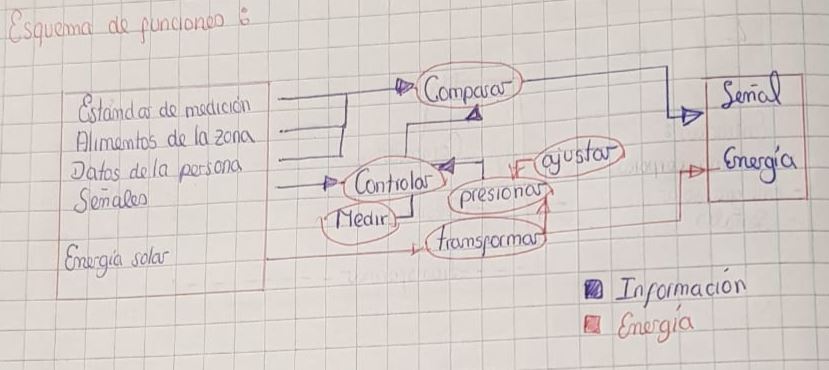 Esquema de funciones :
Estandar de medición
Alimentos de la zona
Datos de la persona
Señales
Energía solar
Comparar
Controlar
ajustar
presionar
Medir
transformar
Señal
Energía
Información
Energía